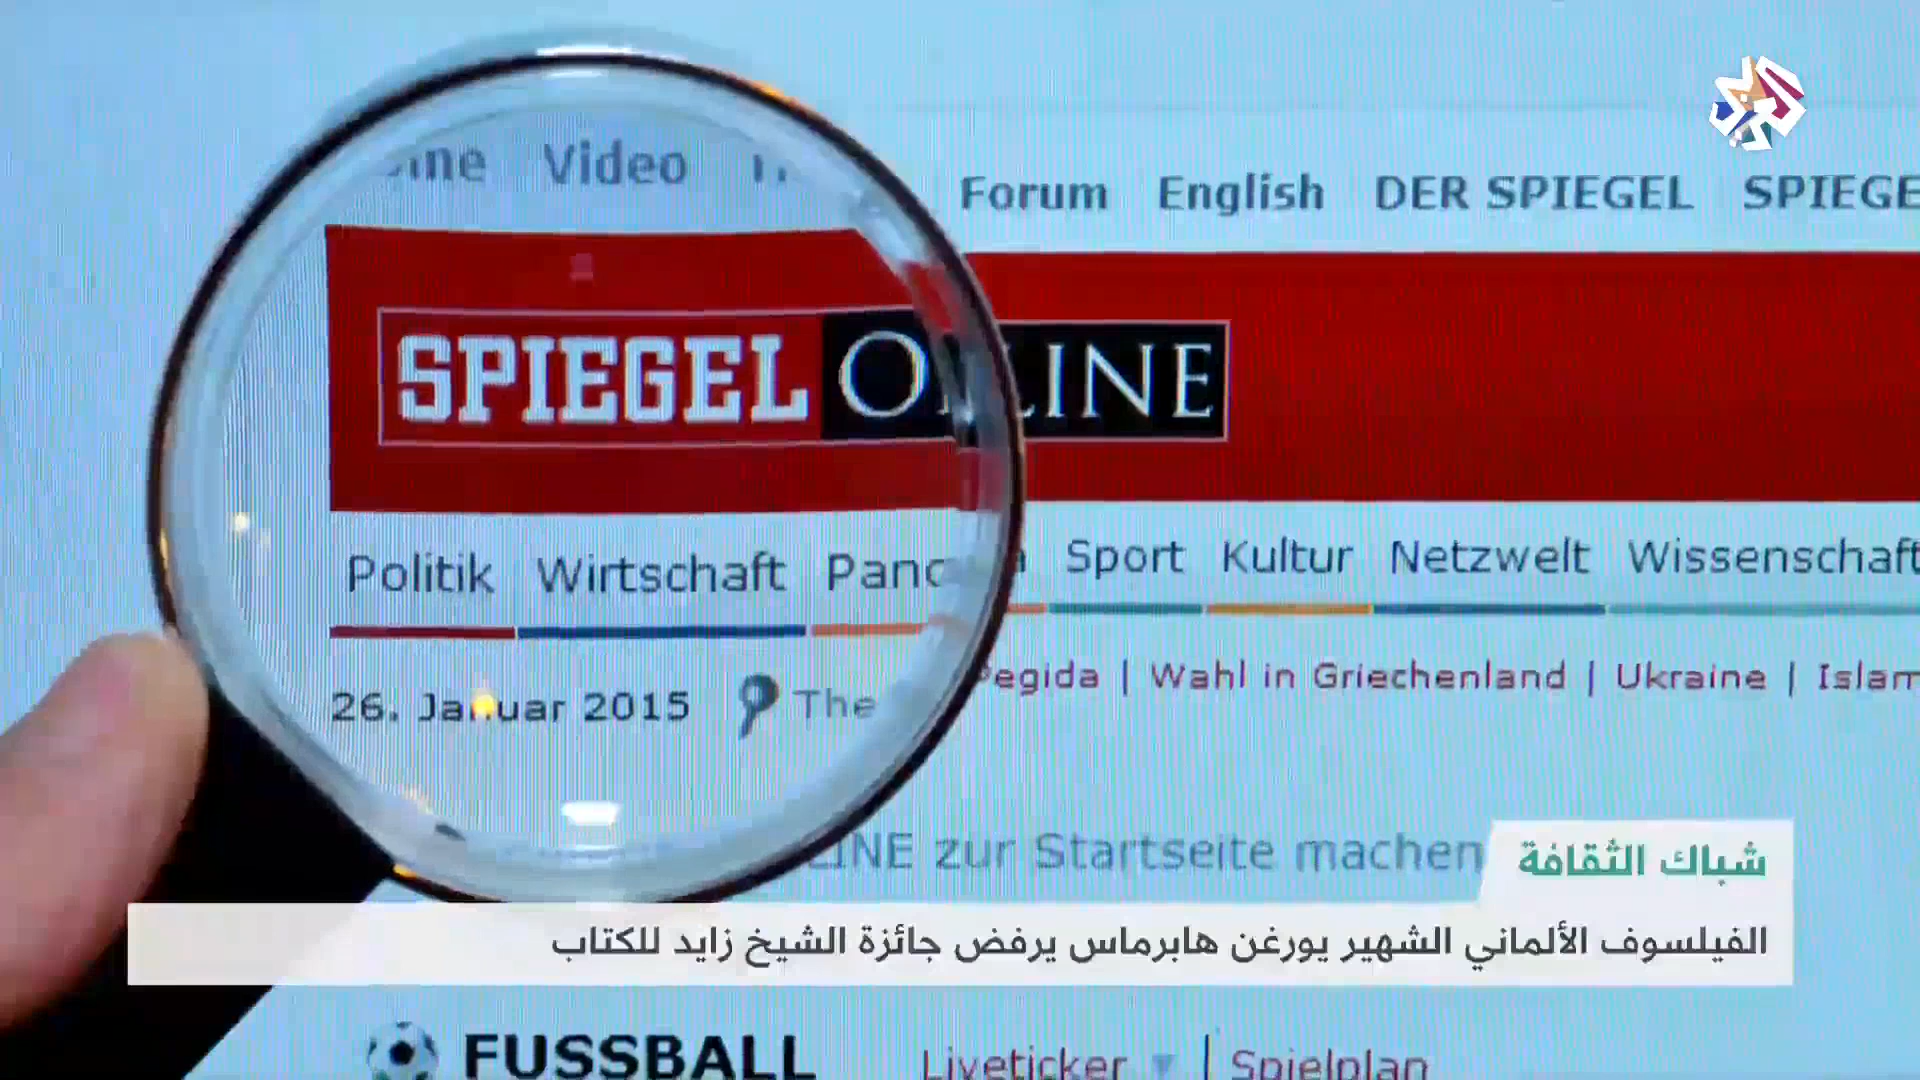 Video
Forum English DER SPIEGEL
SPIEGEL ONLINE
Politik Wirtschaft Sport Kultur Netzwelt Wissenschaft
26. Januar 2015 The
Pegida | Wahl in Griechenland | Ukraine |
zur Startseite machen
شباك الثقافة
الفيلسوف الألماني الشهير يورغن هابرماس يرفض جائزة الشيخ زايد للكتاب
FUSSBALL Liveticker | Spielplan